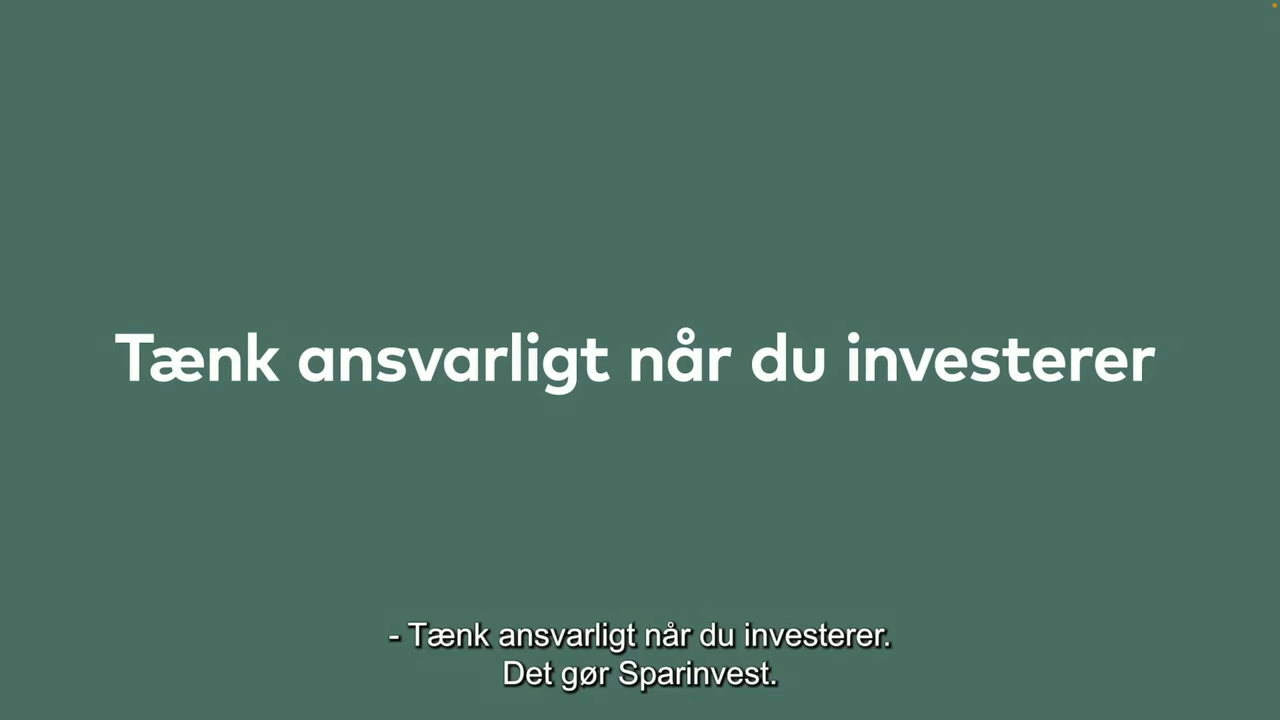 Tænk ansvarligt når du investerer
- Tænk ansvarligt når du investerer.
Det gør Sparinvest.